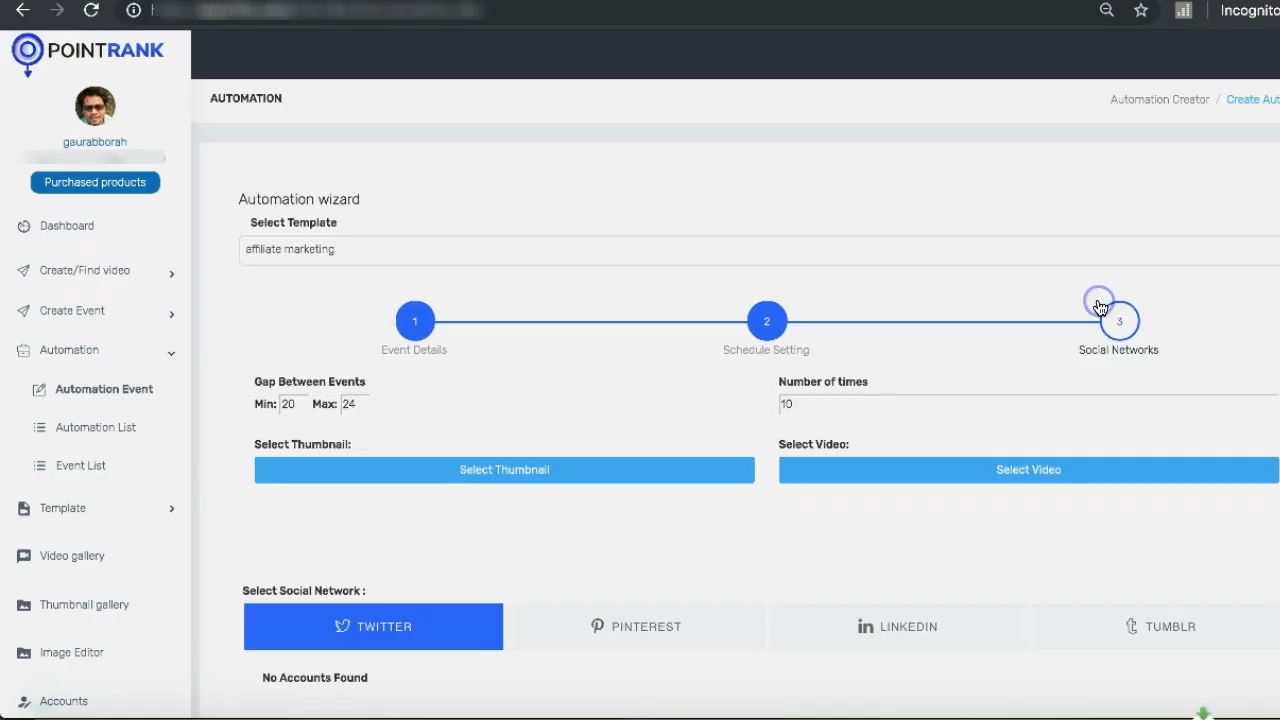 Incognito
POINTRANK
gaurabborah
Purchased products
Dashboard
Create/Find video
Create Event
Automation
Automation Event
Automation List
Event List
Template
Video gallery
Thumbnail gallery
Image Editor
Accounts
AUTOMATION
Automation Creator / Create Aut
Automation wizard
Select Template
affiliate marketing
1 2 3
Event Details Schedule Setting Social Networks
Gap Between Events Number of times
Min: 20 Max: 24 10
Select Thumbnail: Select Video:
Select Thumbnail Select Video
Select Social Network :
TWITTER PINTEREST LINKEDIN TUMBLR
No Accounts Found